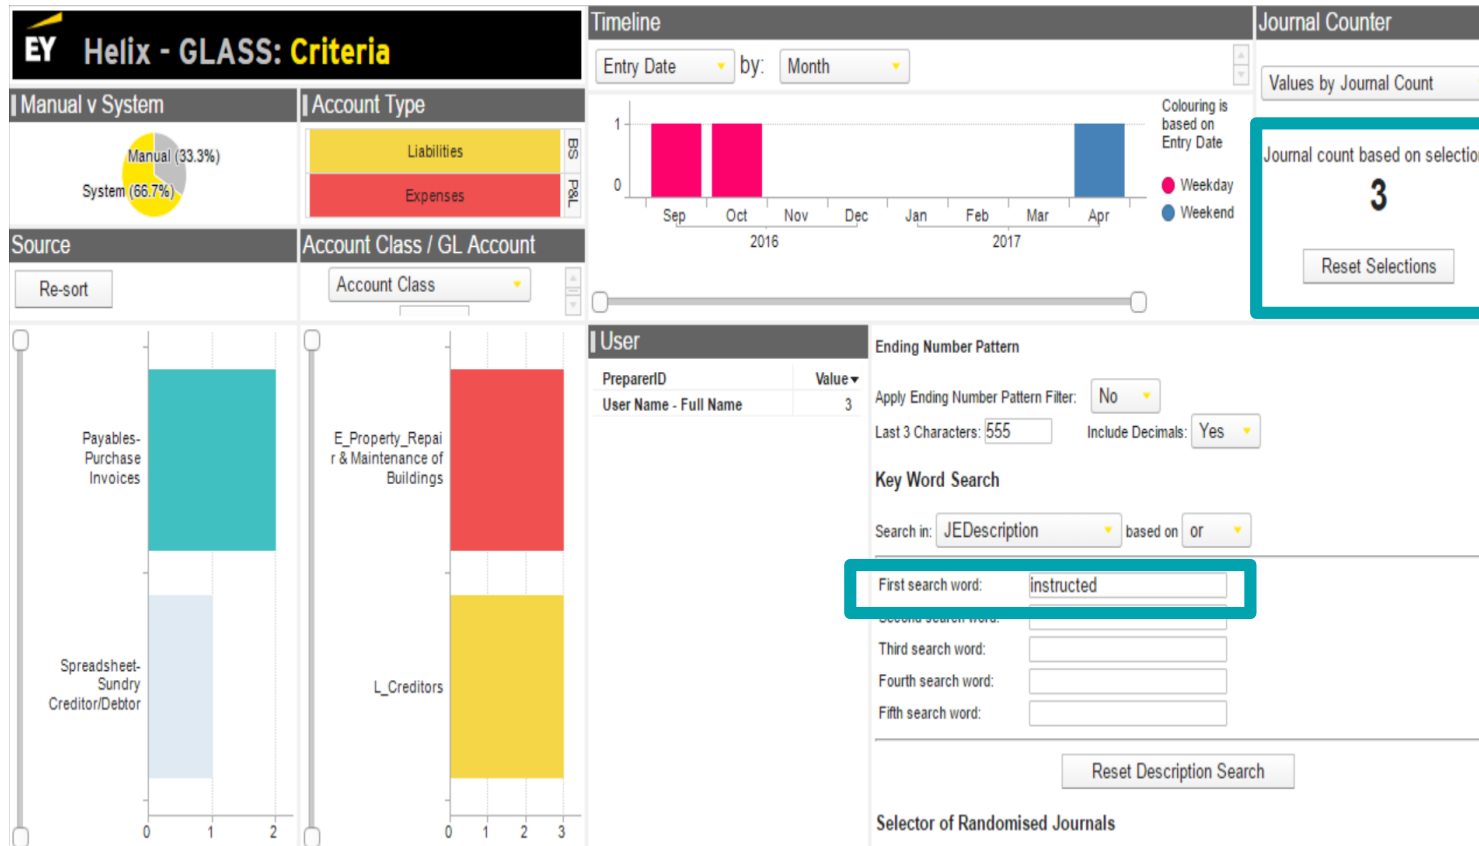 EY Helix - GLASS: Criteria
Manual v System
Manual (33.3%)
System (66.7%)
Account Type
Liabilities
BS
Expenses
P&L
Source
Re-sort
Account Class / GL Account
Account Class
Timeline
Entry Date by: Month
1
0
Sep Oct Nov Dec Jan Feb Mar Apr
2016 2017
Colouring is
based on
Entry Date
Weekday
Weekend
Journal Counter
Values by Journal Count
Journal count based on selection
3
Reset Selections
Payables-
Purchase
Invoices
Spreadsheet-
Sundry
Creditor/Debtor
0 1 2
E_Property_Repai
r & Maintenance of
Buildings
L_Creditors
0 1 2 3
User
PreparerID Value
User Name - Full Name 3
Ending Number Pattern
Apply Ending Number Pattern Filter: No
Last 3 Characters: 555 Include Decimals: Yes
Key Word Search
Search in: JEDescription based on or
First search word: instructed
Second search word:
Third search word:
Fourth search word:
Fifth search word:
Reset Description Search
Selector of Randomised Journals